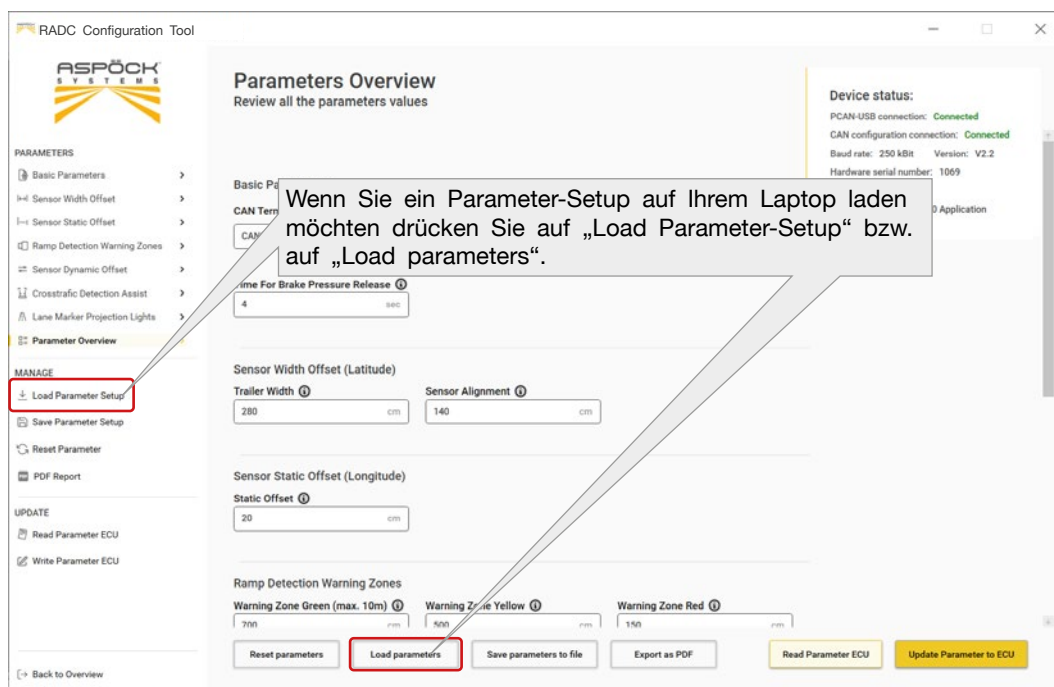 RADC Configuration Tool
ASPÖCK
SYSTEMS
PARAMETERS
Basic Parameters
Sensor Width Offset
Sensor Static Offset
Ramp Detection Warning Zones
Sensor Dynamic Offset
Crosstrafic Detection Assist
Lane Marker Projection Lights
Parameter Overview
MANAGE
Load Parameter Setup
Save Parameter Setup
Reset Parameter
PDF Report
UPDATE
Read Parameter ECU
Write Parameter ECU
Back to Overview
Parameters Overview
Review all the parameters values
Device status:
PCAN-USB connection: Connected
CAN configuration connection: Connected
Baud rate: 250 kBit Version: V2.2
Hardware serial number: 1069
Application
Wenn Sie ein Parameter-Setup auf Ihrem Laptop laden
möchten drücken Sie auf „Load Parameter-Setup“ bzw.
auf „Load parameters“.
Basic
CAN
CAN
Time For Brake Pressure Release
4 sec
Sensor Width Offset (Latitude)
Trailer Width Sensor Alignment
280 cm 140 cm
Sensor Static Offset (Longitude)
Static Offset
20 cm
Ramp Detection Warning Zones
Warning Zone Green (max. 10m) Warning Zone Yellow Warning Zone Red
700 cm 500 cm 150 cm
Reset parameters Load parameters Save parameters to file Export as PDF Read Parameter ECU Update Parameter to ECU